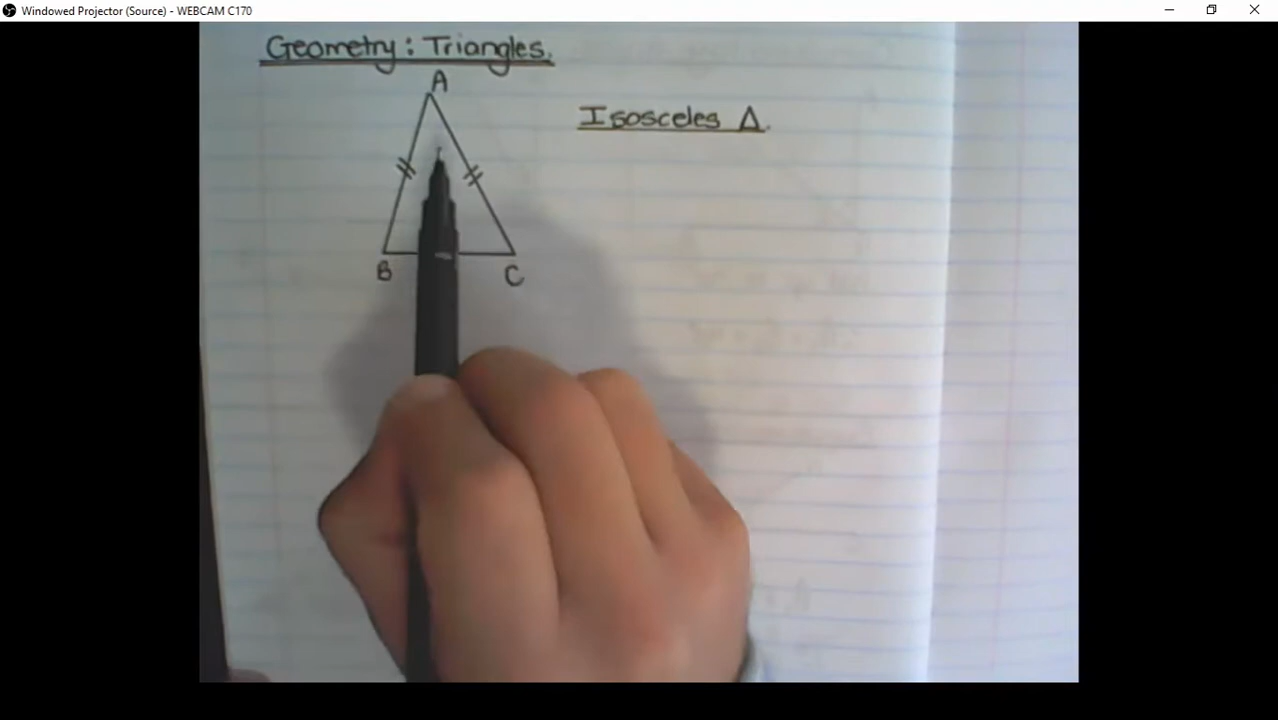 Windowed Projector (Source) - WEBCAM C170
Geometry: Triangles.
A
Isosceles Δ.
B
C